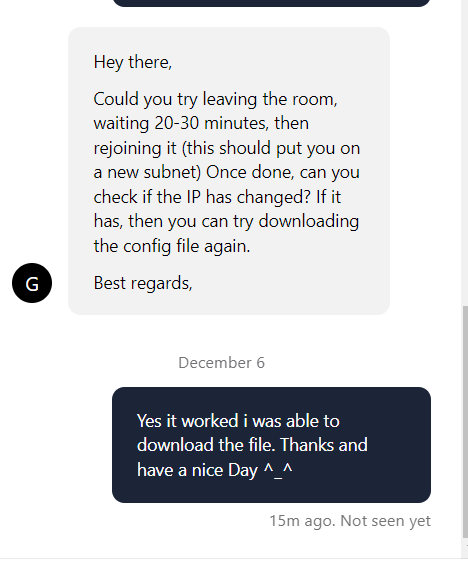 Hey there,
Could you try leaving the room,
waiting 20-30 minutes, then
rejoining it (this should put you on
a new subnet) Once done, can you
check if the IP has changed? If it
has, then you can try downloading
the config file again.
G
Best regards,
December 6
Yes it worked i was able to
download the file. Thanks and
have a nice Day ^_^
15m ago. Not seen yet